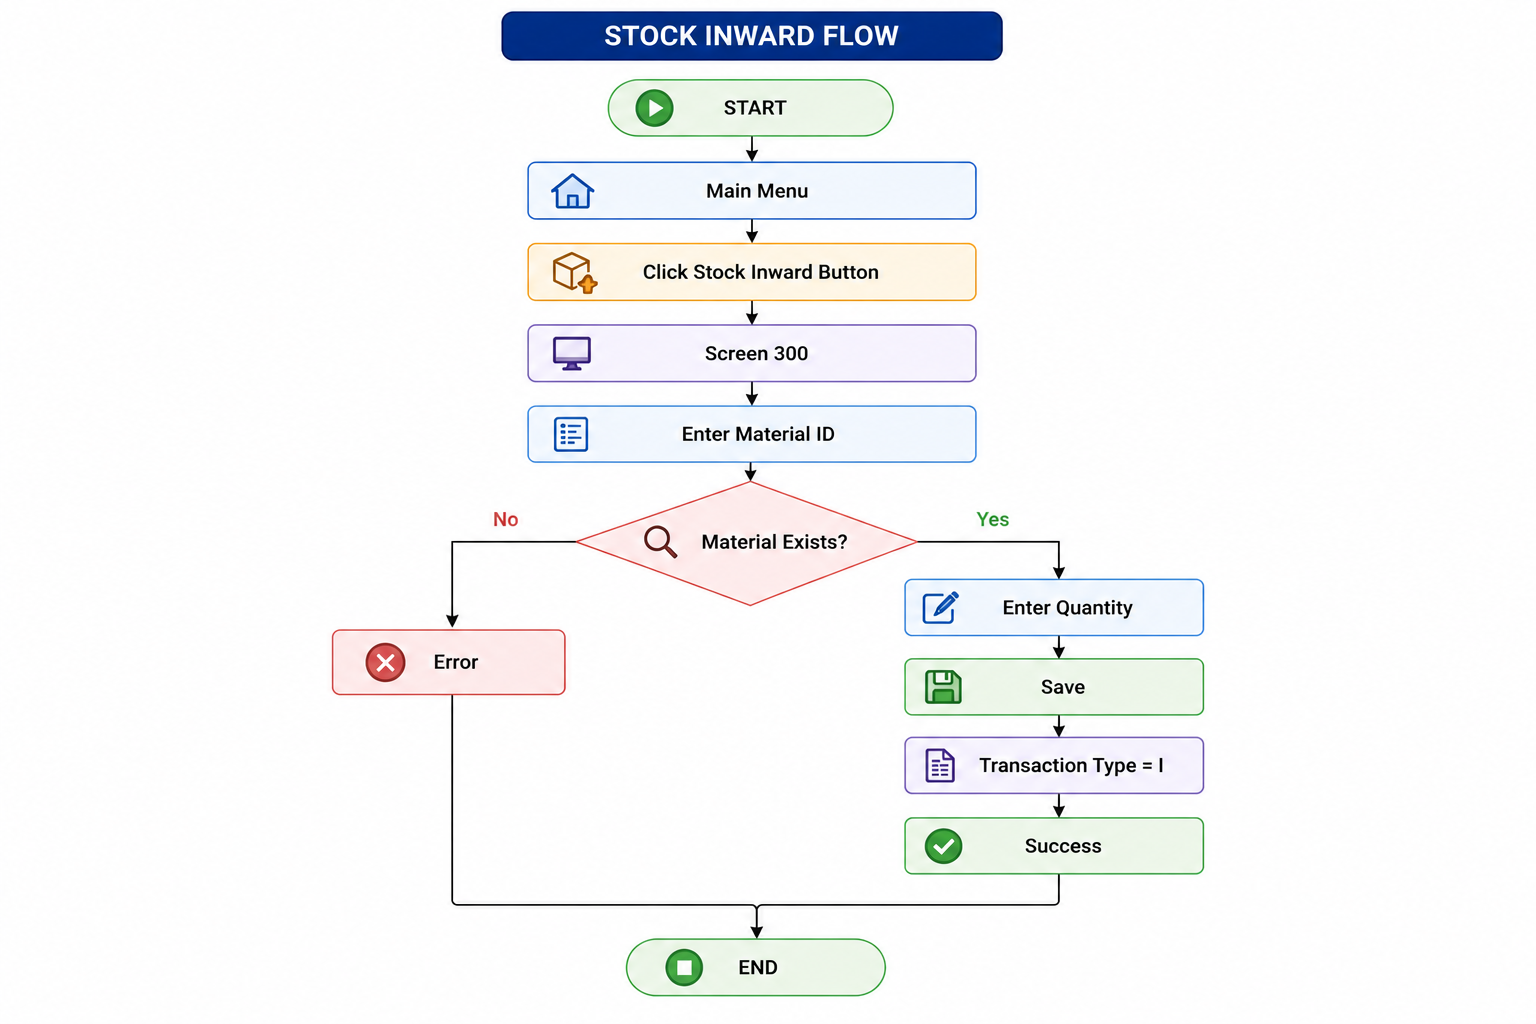 STOCK INWARD FLOW
START
Main Menu
Click Stock Inward Button
Screen 300
Enter Material ID
Material Exists?
No
Yes
Error
Enter Quantity
Save
Transaction Type = I
Success
END